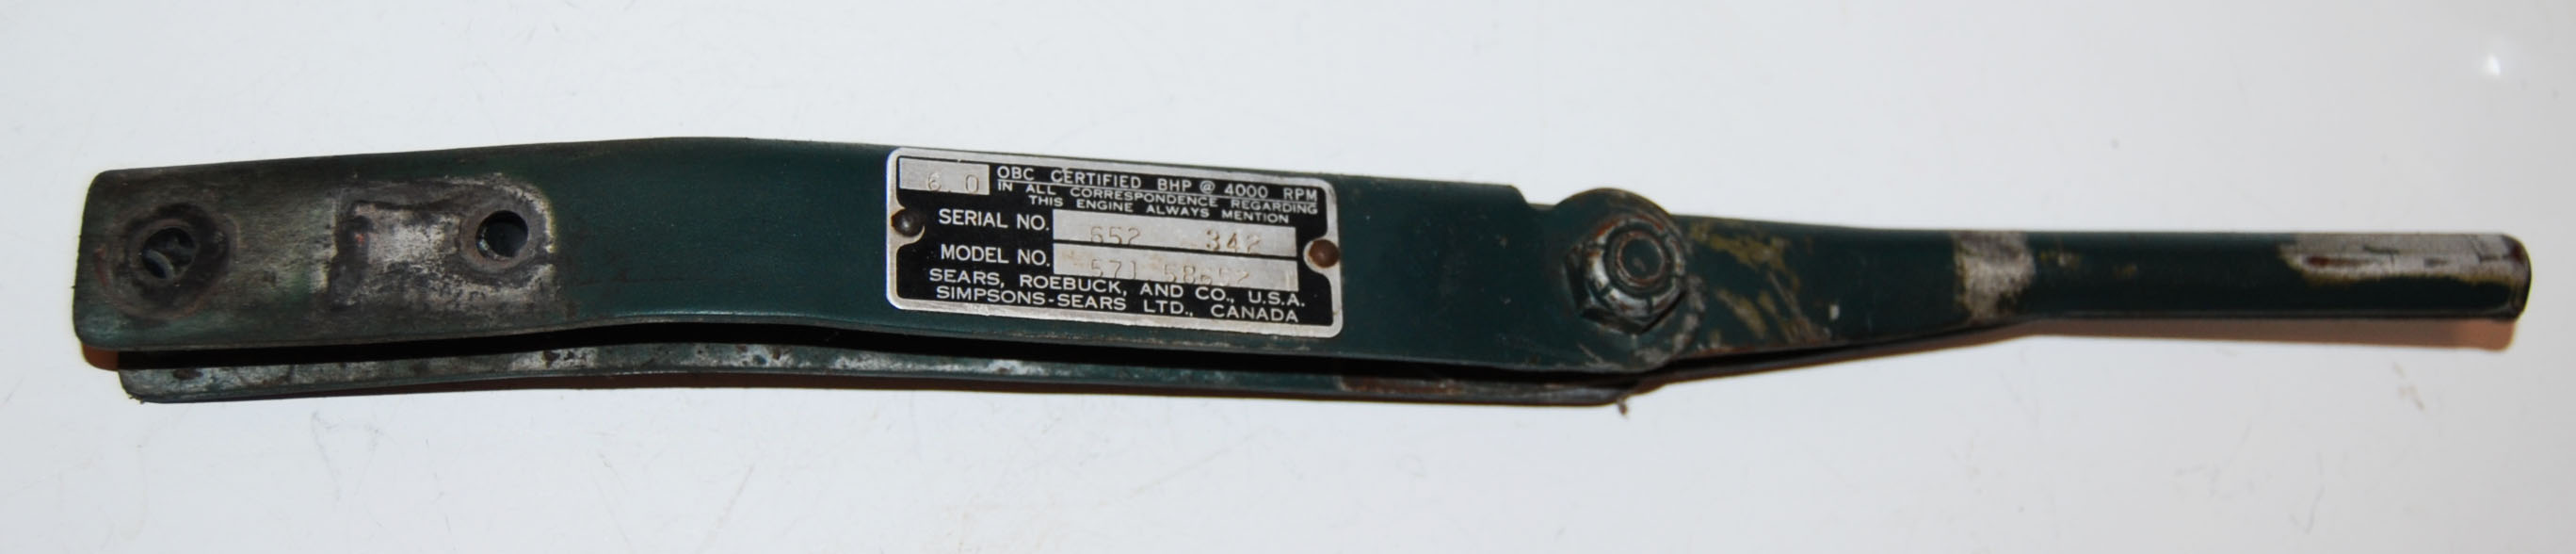 6.0 OBC CERTIFIED BHP @ 4000 RPM
IN ALL CORRESPONDENCE REGARDING
THIS ENGINE ALWAYS MENTION
SERIAL NO. 652 342
MODEL NO. 571
SEARS, ROEBUCK, AND CO., U.S.A.
SIMPSONS-SEARS LTD., CANADA